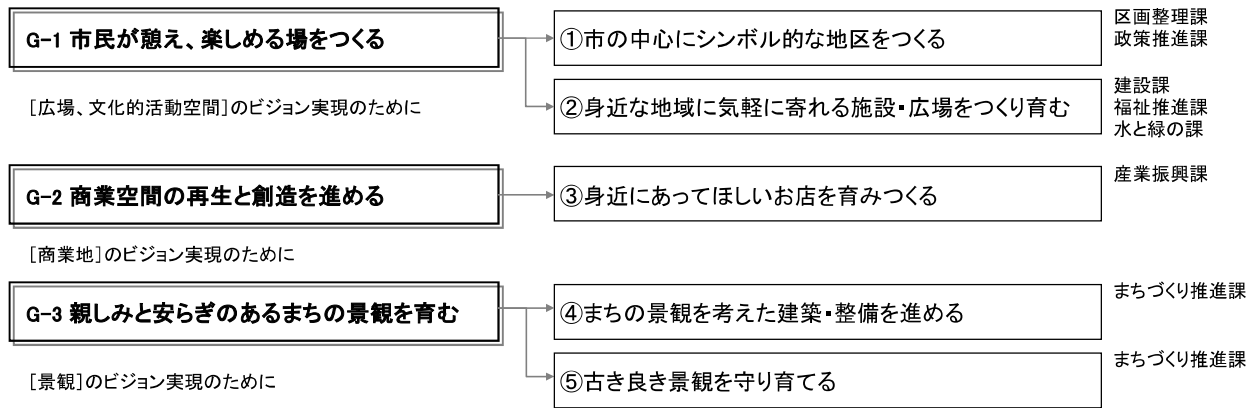 G-1 市民が憩え、楽しめる場をつくる
[広場、文化的活動空間]のビジョン実現のために
①市の中心にシンボル的な地区をつくる
区画整理課
政策推進課
②身近な地域に気軽に寄れる施設・広場をつくり育む
建設課
福祉推進課
水と緑の課
G-2 商業空間の再生と創造を進める
[商業地]のビジョン実現のために
③身近にあってほしいお店を育みつくる
産業振興課
G-3 親しみと安らぎのあるまちの景観を育む
[景観]のビジョン実現のために
④まちの景観を考えた建築・整備を進める
まちづくり推進課
⑤古き良き景観を守り育てる
まちづくり推進課